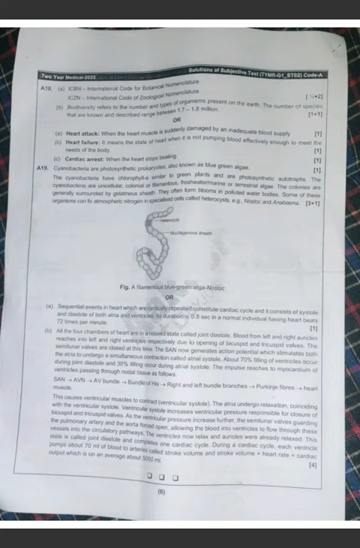 Two Year Medical-2025
Solutions of Subjective Test (TYMR-G1_ST02) Code-A
A18. (a) ICBN – International Code for Botanical Nomenclature.
ICZN – International Code of Zoological Nomenclature. [½×2]
(b) Biodiversity refers to the number and types of organisms present on the earth. The number of species
that are known and described range between 1.7 – 1.8 million. [1+1]
OR
(a) Heart attack: When the heart muscle is suddenly damaged by an inadequate blood supply [1]
(b) Heart failure: It means the state of heart when it is not pumping blood effectively enough to meet the
needs of the body. [1]
(c) Cardiac arrest: When the heart stops beating. [1]
A19. Cyanobacteria are photosynthetic prokaryotes, also known as blue green algae. [1]
The cyanobacteria have chlorophyll a similar to green plants and are photosynthetic autotrophs. The
cyanobacteria are unicellular, colonial or filamentous, freshwater/marine or terrestrial algae. The colonies are
generally surrounded by gelatinous sheath. They often form blooms in polluted water bodies. Some of these
organisms can fix atmospheric nitrogen in specialised cells called heterocysts, e.g., Nostoc and Anabaena. [3+1]
Heterocyst
Mucilagenous sheath
Fig. A filamentous blue-green alga-Nostoc
OR
(a) Sequential events in heart which are cyclically repeated constitute cardiac cycle and it consists of systole
and diastole of both atria and ventricles. Its duration is 0.8 sec in a normal individual having heart beats
72 times per minute. [1]
(b) All the four chambers of heart are in a relaxed state called joint diastole. Blood from left and right auricles
reaches into left and right ventricles respectively due to opening of bicuspid and tricuspid valves. The
semilunar valves are closed at this time. The SAN now generates action potential which stimulates both
the atria to undergo a simultaneous contraction called atrial systole. About 70% filling of ventricles occur
during joint diastole and 30% filling occur during atrial systole. The impulse reaches to myocardium of
ventricles passing through nodal tissue as follows.
SAN → AVN → AV bundle → Bundle of His → Right and left bundle branches → Purkinje fibres → heart
muscle.
This causes ventricular muscles to contract (ventricular systole). The atria undergo relaxation, coinciding
with the ventricular systole. Ventricular systole increases ventricular pressure responsible for closure of
bicuspid and tricuspid valves. As the ventricular pressure increase further, the semilunar valves guarding
the pulmonary artery and the aorta forced open, allowing the blood into ventricles to flow through these
vessels into the circulatory pathways. The ventricles now relax and auricles were already relaxed. This
state is called joint diastole and completes one cardiac cycle. During a cardiac cycle, each ventricle
pumps about 70 ml of blood to arteries called stroke volume and stroke volume × heart rate = cardiac
output which is on an average about 5000 ml. [4]
(6)